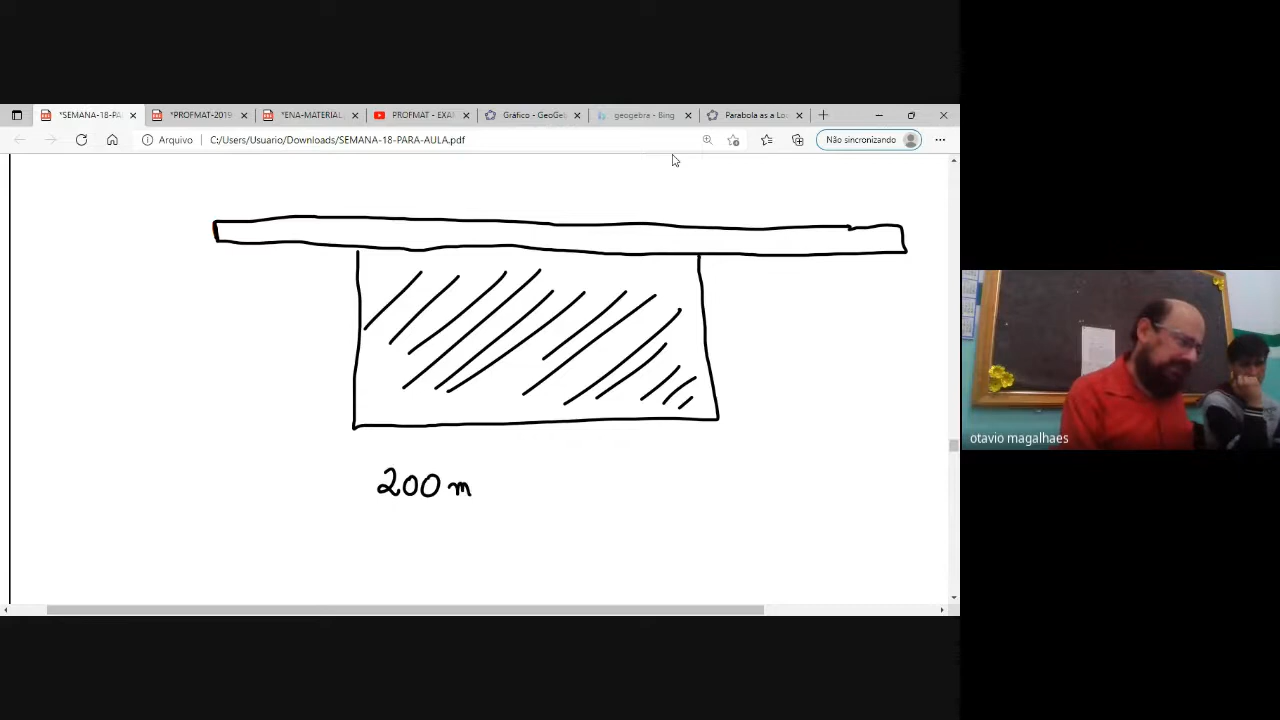 *SEMANA-18-PA
*PROFMAT-2019-
*ENA-MATERIAL
PROFMAT - EXA
Gráfico - GeoGe
geogebra - Bing
Parabola as a Lo
Arquivo
C:/Users/Usuario/Downloads/SEMANA-18-PARA-AULA.pdf
Não sincronizando
200 m
otavio magalhaes